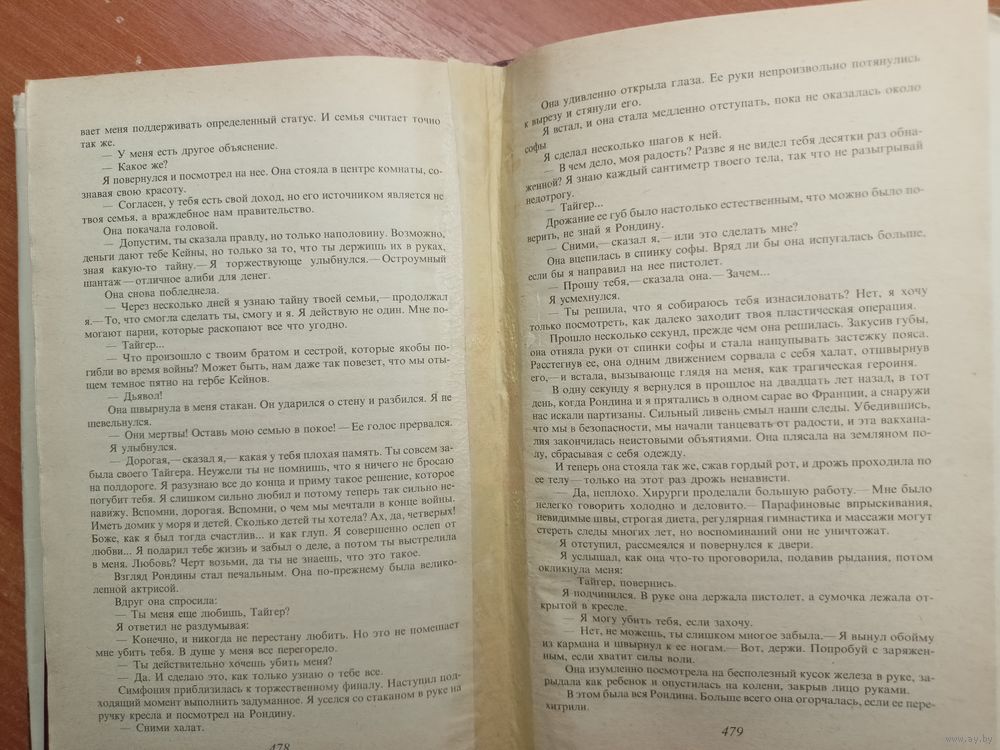 вает меня поддерживать определенный статус. И семья считает точно
так же.
— У меня есть другое объяснение.
— Какое же?
Я повернулся и посмотрел на нее. Она стояла в центре комнаты, со-
знавая свою красоту.
— Согласен, у тебя есть свой доход, но его источником является не
твоя семья, а враждебное нам правительство.
Она покачала головой.
— Допустим, ты сказала правду, но только наполовину. Возможно,
деньги дают тебе Кейны, но только за то, что ты держишь их в руках,
зная какую-то тайну.— Я торжествующе улыбнулся.— Остроумный
шантаж — отличное алиби для денег.
Она снова побледнела.
— Через несколько дней я узнаю тайну твоей семьи,— продолжал
я.— То, что смогла сделать ты, смогу и я. Я действую не один. Мне по-
могают парни, которые раскопают все что угодно.
— Тайгер...
— Что произошло с твоим братом и сестрой, которые якобы по-
гибли во время войны? Может быть, нам даже так повезет, что мы оты-
щем темное пятно на гербе Кейнов.
— Дьявол!
Она швырнула в меня стакан. Он ударился о стену и разбился. Я не
шевельнулся.
— Они мертвы! Оставь мою семью в покое! — Ее голос прервался.
Я улыбнулся.
— Дорогая,— сказал я,— какая у тебя плохая память. Ты совсем за-
была своего Тайгера. Неужели ты не помнишь, что я ничего не бросаю
на полдороге. Я разузнаю все до конца и приму такое решение, которое
погубит тебя. Я слишком сильно любил и потому теперь так сильно не-
навижу. Вспомни, дорогая. Вспомни, о чем мы мечтали в конце войны.
Иметь домик у моря и детей. Сколько детей ты хотела? Ах, да, четверых!
Боже, как я был тогда счастлив... и как глуп. Я совершенно ослеп от
любви... Я подарил тебе жизнь и забыл о деле, а потом ты выстрелила
в меня. Любовь? Черт возьми, да ты не знаешь, что это такое.
Взгляд Рондины стал печальным. Она по-прежнему была велико-
лепной актрисой.
Вдруг она спросила:
— Ты меня еще любишь, Тайгер?
Я ответил не раздумывая:
— Конечно, и никогда не перестану любить. Но это не помешает
мне убить тебя. В душе у меня все перегорело.
— Ты действительно хочешь убить меня?
— Да. И сделаю это, как только узнаю о тебе все.
Симфония приблизилась к торжественному финалу. Наступил под-
ходящий момент выполнить задуманное. Я уселся со стаканом в руке на
ручку кресла и посмотрел на Рондину.
— Сними халат.
478
Она удивленно открыла глаза. Ее руки непроизвольно потянулись
к вырезу и стянули его.
Я встал, и она стала медленно отступать, пока не оказалась около
софы
Я сделал несколько шагов к ней.
— В чем дело, моя радость? Разве я не видел тебя десятки раз обна-
женной? Я знаю каждый сантиметр твоего тела, так что не разыгрывай
недотрогу.
— Тайгер...
Дрожание ее губ было настолько естественным, что можно было по-
верить, не знай я Рондину.
— Сними,— сказал я,— или это сделать мне?
Она вцепилась в спинку софы. Вряд ли бы она испугалась больше,
если бы я направил на нее пистолет.
— Прошу тебя,— сказала она.— Зачем...
Я усмехнулся.
— Ты решила, что я собираюсь тебя изнасиловать? Нет, я хочу
только посмотреть, как далеко заходит твоя пластическая операция.
Прошло несколько секунд, прежде чем она решилась. Закусив губы,
она отняла руки от спинки софы и стала нащупывать застежку пояса.
Расстегнув ее, она одним движением сорвала с себя халат, отшвырнув
его,— и встала, вызывающе глядя на меня, как трагическая героиня.
В одну секунду я вернулся в прошлое на двадцать лет назад, в тот
день, когда Рондина и я прятались в одном сарае во Франции, а снаружи
нас искали партизаны. Сильный ливень смыл наши следы. Убедившись,
что мы в безопасности, мы начали танцевать от радости, и эта вакхана-
лия закончилась неистовыми объятиями. Она плясала на земляном по-
лу, сбрасывая с себя одежду.
И теперь она стояла так же, сжав гордый рот, и дрожь проходила по
ее телу — только на этот раз дрожь ненависти.
— Да, неплохо. Хирурги проделали большую работу.— Мне было
нелегко говорить холодно и деловито.— Парафиновые впрыскивания,
невидимые швы, строгая диета, регулярная гимнастика и массажи могут
стереть следы многих лет, но воспоминаний они не уничтожат.
Я отступил, рассмеялся и повернулся к двери.
Я услышал, как она что-то проговорила, подавив рыдания, потом
окликнула меня:
— Тайгер, повернись.
Я подчинился. В руке она держала пистолет, а сумочка лежала от-
крытой в кресле.
— Я могу убить тебя, если захочу.
— Нет, не можешь, ты слишком многое забыла.— Я вынул обойму
из кармана и швырнул к ее ногам.— Вот, держи. Попробуй с заряжен-
ным, если хватит силы воли.
Она изумленно посмотрела на бесполезный кусок железа в руке, за-
рыдала как ребенок и опустилась на колени, закрыв лицо руками.
В этом была вся Рондина. Больше всего она огорчалась, если ее пере-
хитрили.
479
www.ay.by